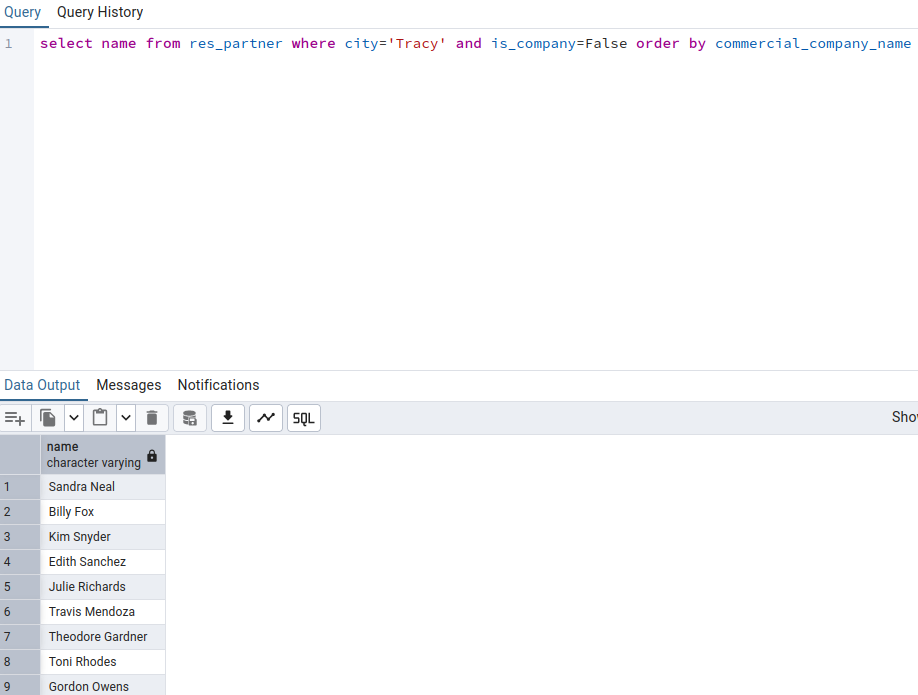 Query Query History
1 select name from res_partner where city='Tracy' and is_company=False order by commercial_company_name
Data Output Messages Notifications
SQL
name
character varying
1 Sandra Neal
2 Billy Fox
3 Kim Snyder
4 Edith Sanchez
5 Julie Richards
6 Travis Mendoza
7 Theodore Gardner
8 Toni Rhodes
9 Gordon Owens